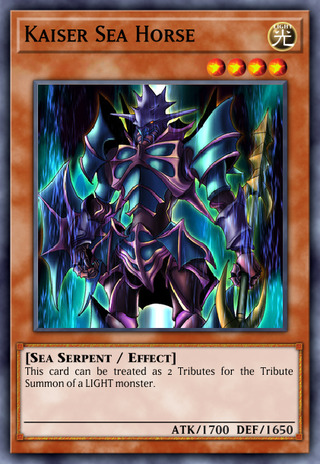 Kaiser Sea Horse
LIGHT
光
[Sea Serpent / Effect]
This card can be treated as 2 Tributes for the Tribute
Summon of a LIGHT monster.
ATK/1700 DEF/1650